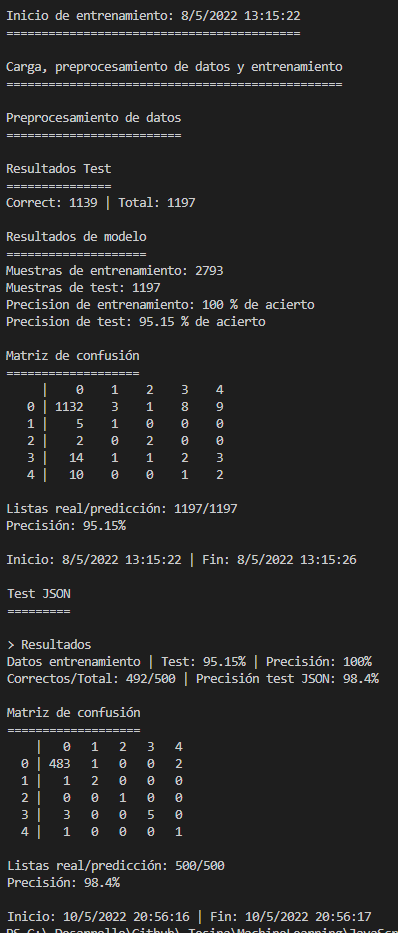 Inicio de entrenamiento: 8/5/2022 13:15:22
==========================================
Carga, preprocesamiento de datos y entrenamiento
================================================
Preprocesamiento de datos
=========================
Resultados Test
===============
Correct: 1139 | Total: 1197
Resultados de modelo
====================
Muestras de entrenamiento: 2793
Muestras de test: 1197
Precision de entrenamiento: 100 % de acierto
Precision de test: 95.15 % de acierto
Matriz de confusión
===================
     |    0    1    2    3    4
   0 | 1132    3    1    8    9
   1 |    5    1    0    0    0
   2 |    2    0    2    0    0
   3 |   14    1    1    2    3
   4 |   10    0    0    1    2
Listas real/predicción: 1197/1197
Precisión: 95.15%
Inicio: 8/5/2022 13:15:22 | Fin: 8/5/2022 13:15:26
Test JSON
=========
> Resultados
Datos entrenamiento | Test: 95.15% | Precisión: 100%
Correctos/Total: 492/500 | Precisión test JSON: 98.4%
Matriz de confusión
===================
    |   0   1   2   3   4
  0 | 483   1   0   0   2
  1 |   1   2   0   0   0
  2 |   0   0   1   0   0
  3 |   3   0   0   5   0
  4 |   1   0   0   0   1
Listas real/predicción: 500/500
Precisión: 98.4%
Inicio: 10/5/2022 20:56:16 | Fin: 10/5/2022 20:56:17